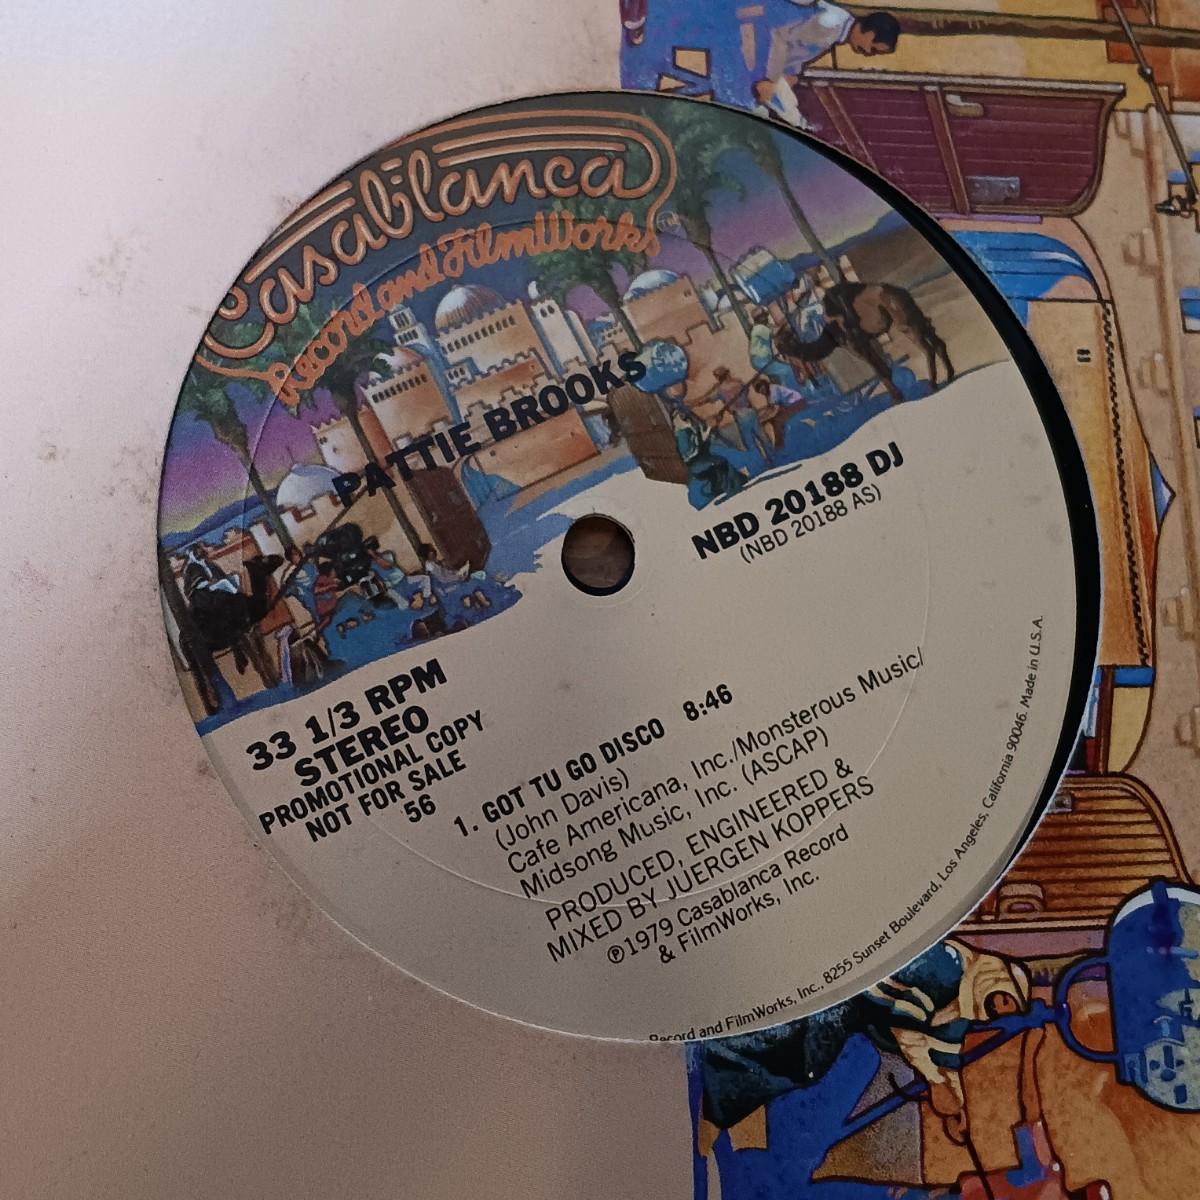 Casablanca
Record and FilmWorks™
PATTIE BROOKS
NBD 20188 DJ
(NBD 20188 AS)
33 1/3 RPM
STEREO
PROMOTIONAL COPY
NOT FOR SALE
56
1. GOT TU GO DISCO 8:46
(John Davis)
Cafe Americana, Inc./Monsterous Music/
Midsong Music, Inc. (ASCAP)
PRODUCED, ENGINEERED &
MIXED BY JUERGEN KOPPERS
℗1979 Casablanca Record
& FilmWorks, Inc.
Record and FilmWorks, Inc., 8255 Sunset Boulevard, Los Angeles, California 90046. Made in U.S.A.